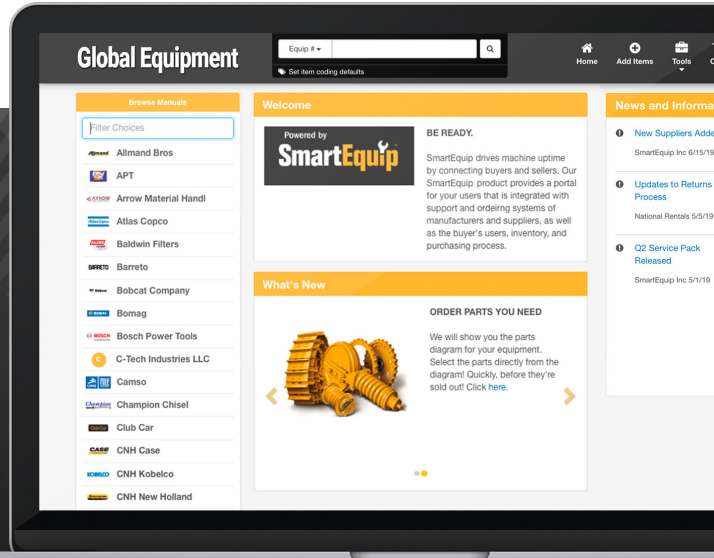 Global Equipment
Equip #
Set item coding defaults
Home
Add Items
Tools
Browse Manuals
Filter Choices
Allmand Bros
APT
Arrow Material Handl
Atlas Copco
Baldwin Filters
BARRETO Barreto
Bobcat Company
BOMAG Bomag
BOSCH Bosch Power Tools
C C-Tech Industries LLC
Camso
Champion Champion Chisel
Club Car
CASE CNH Case
KOBELCO CNH Kobelco
CNH New Holland
Welcome
Powered by
SmartEquip
BE READY.
SmartEquip drives machine uptime
by connecting buyers and sellers. Our
SmartEquip product provides a portal
for your users that is integrated with
support and ordeirng systems of
manufacturers and suppliers, as well
as the buyer's users, inventory, and
purchasing process.
What's New
ORDER PARTS YOU NEED
We will show you the parts
diagram for your equipment.
Select the parts directly from the
diagram! Quickly, before they're
sold out! Click here.
News and Informa
New Suppliers Adde
SmartEquip Inc 6/15/19
Updates to Returns
Process
National Rentals 5/5/19
Q2 Service Pack
Released
SmartEquip Inc 5/1/19